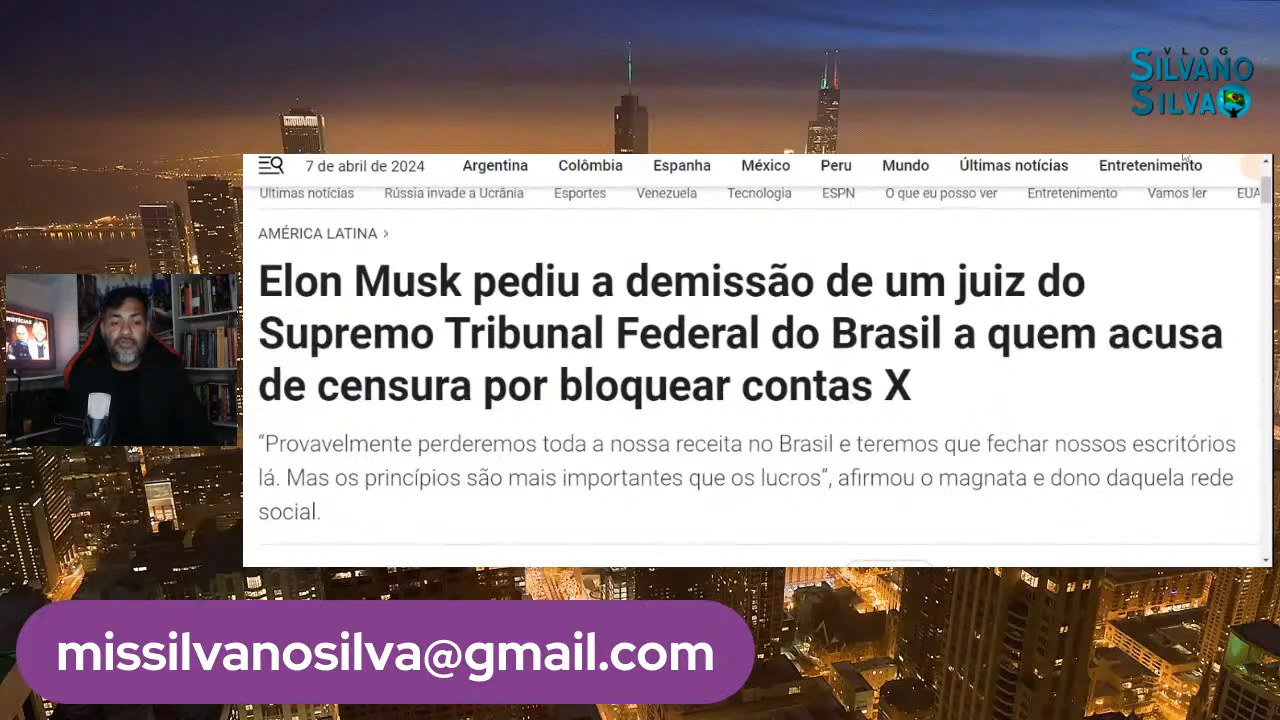 VLOG
SILVANO
SILVA
7 de abril de 2024 Argentina Colômbia Espanha México Peru Mundo Últimas notícias Entretenimento
Últimas notícias Rússia invade a Ucrânia Esportes Venezuela Tecnologia ESPN O que eu posso ver Entretenimento Vamos ler EUA
AMÉRICA LATINA >
Elon Musk pediu a demissão de um juiz do
Supremo Tribunal Federal do Brasil a quem acusa
de censura por bloquear contas X
“Provavelmente perderemos toda a nossa receita no Brasil e teremos que fechar nossos escritórios
lá. Mas os princípios são mais importantes que os lucros”, afirmou o magnata e dono daquela rede
social.
missilvanosilva@gmail.com